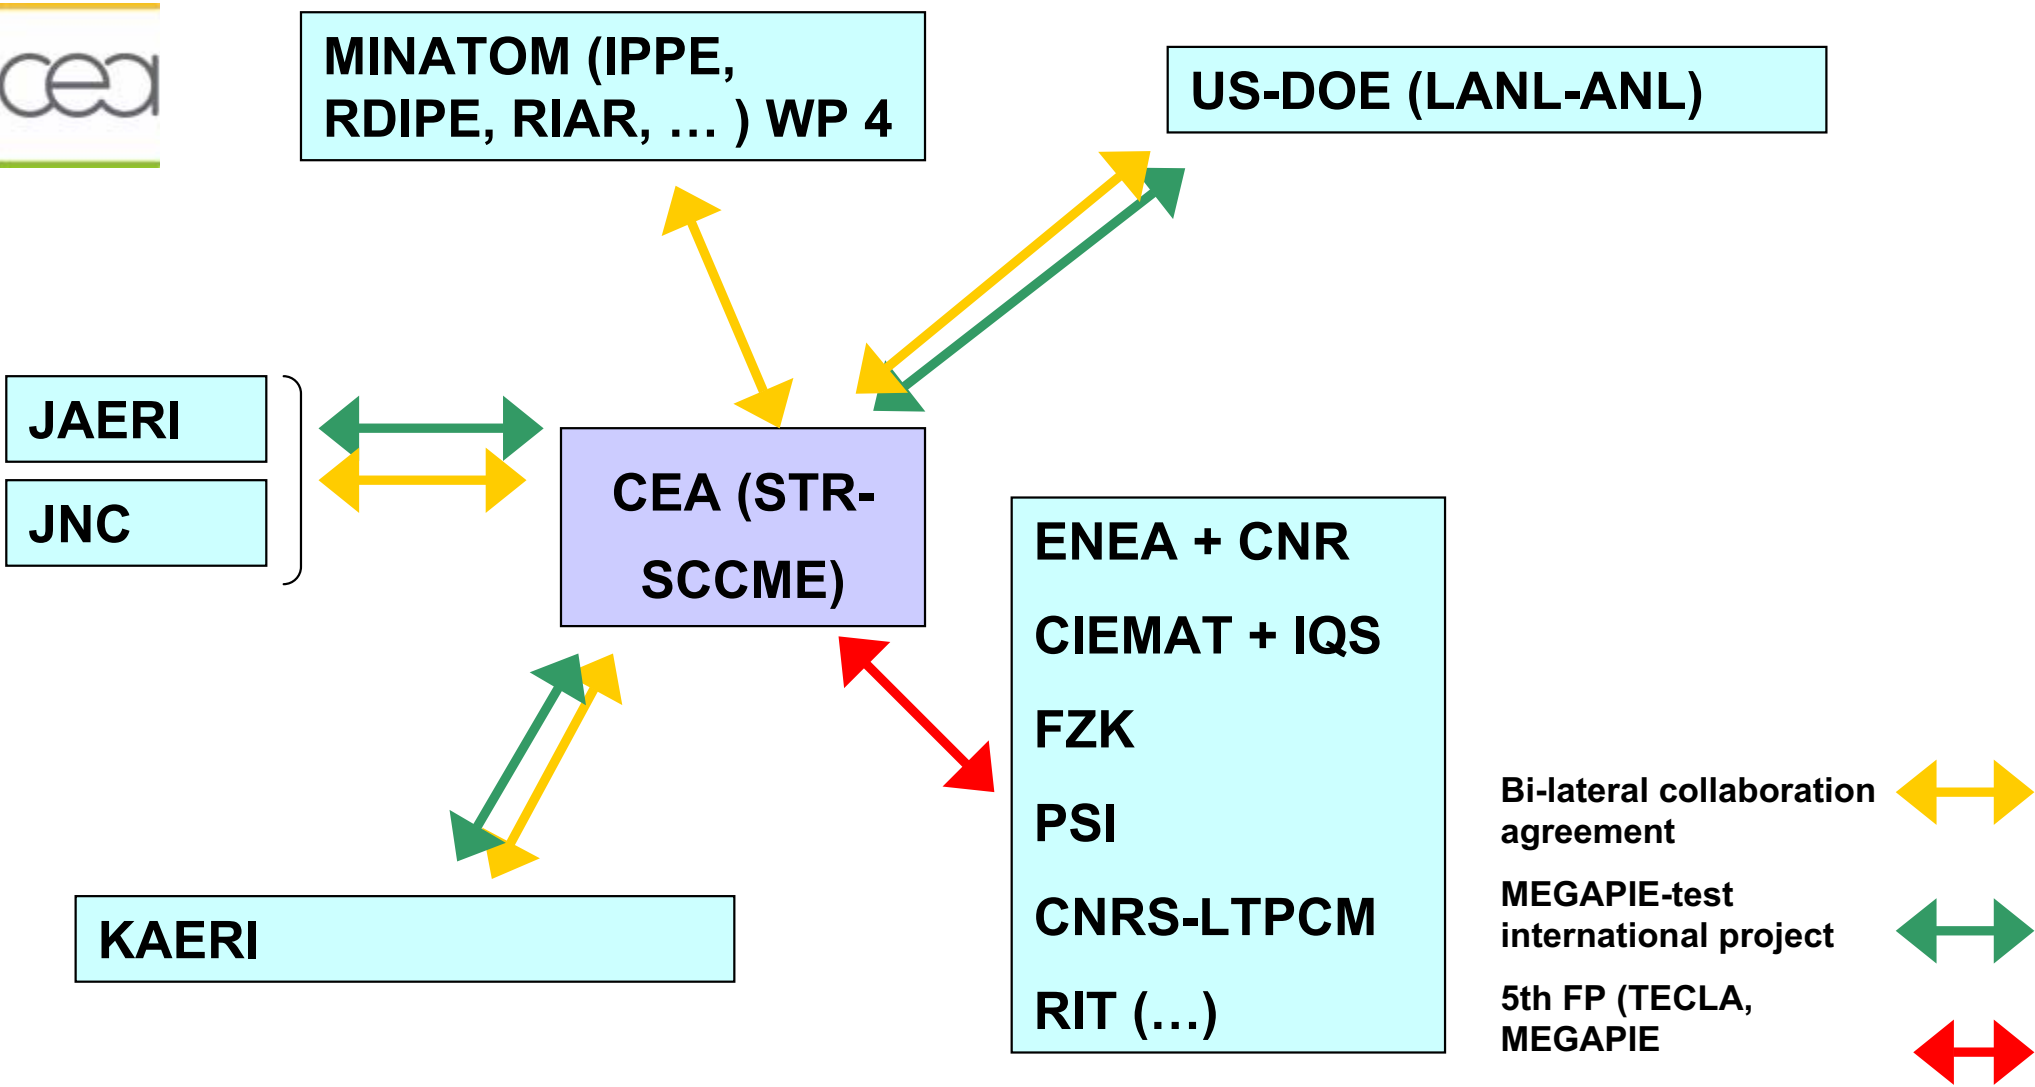 cea
MINATOM (IPPE,
RDIPE, RIAR, … ) WP 4
US-DOE (LANL-ANL)
JAERI
JNC
CEA (STR-
SCCME)
ENEA + CNR
CIEMAT + IQS
FZK
PSI
CNRS-LTPCM
RIT (…)
KAERI
Bi-lateral collaboration
agreement
MEGAPIE-test
international project
5th FP (TECLA,
MEGAPIE